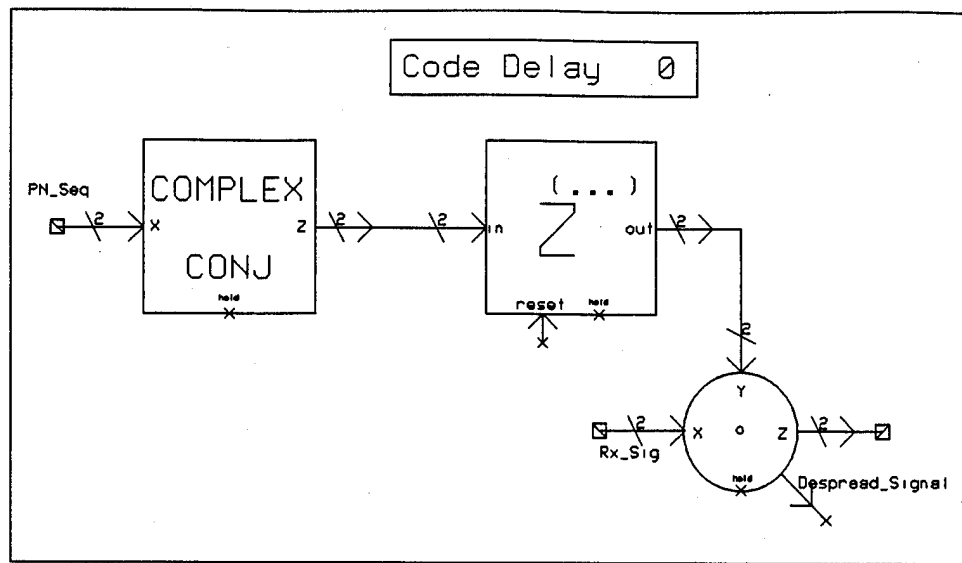 Code Delay 0
PN_Seq
2
X
COMPLEX
CONJ
Z
hold
2
2
in
(...)
Z
out
reset
hold
2
2
Y
Rx_Sig
2
X
o
Z
hold
2
Despread_Signal